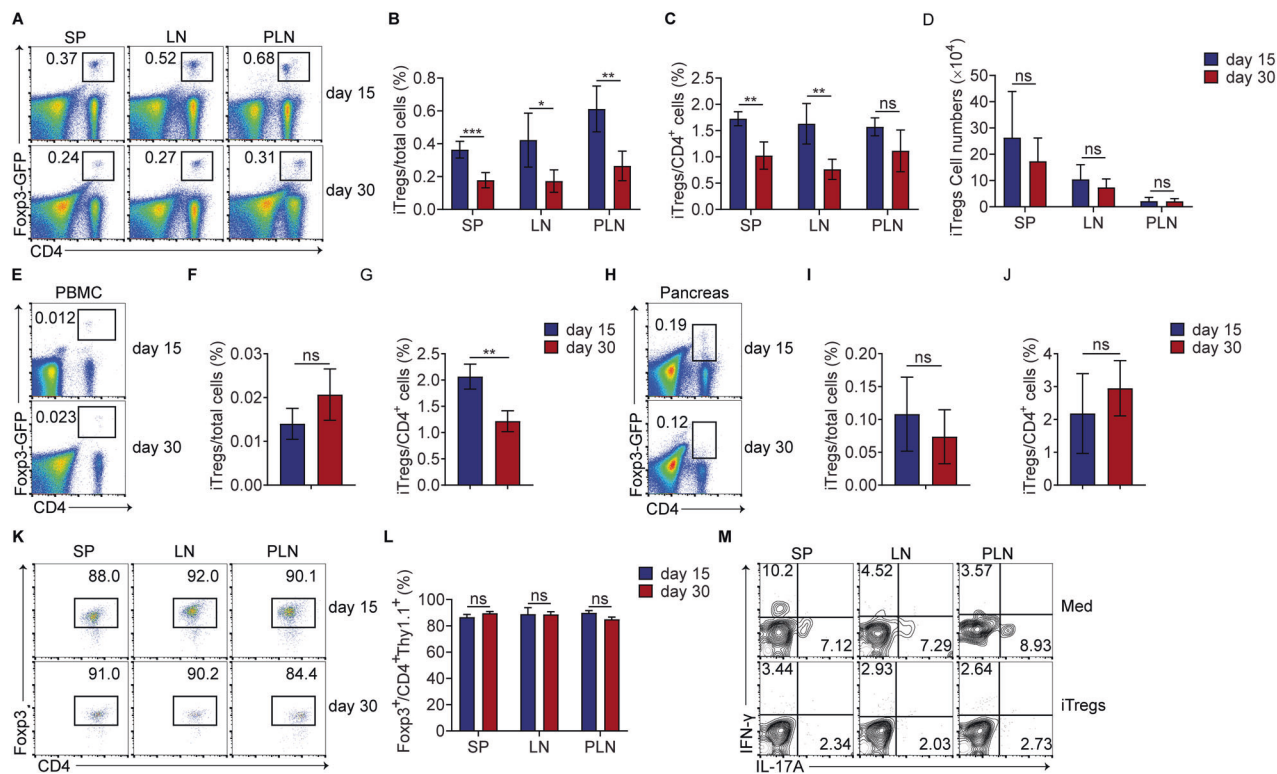 A
SP LN PLN
0.37 0.52 0.68
day 15
0.24 0.27 0.31
day 30
Foxp3-GFP
CD4
B
iTregs/total cells (%)
0.8
0.6
0.4
0.2
0.0
*** * **
SP LN PLN
C
iTregs/CD4⁺ cells (%)
2.5
2.0
1.5
1.0
0.5
0.0
** ** ns
SP LN PLN
D
iTregs Cell numbers (×10⁴)
50
40
30
20
10
0
ns ns ns
SP LN PLN
day 15
day 30
E
PBMC
0.012
day 15
0.023
day 30
Foxp3-GFP
CD4
F
iTregs/total cells (%)
0.03
0.02
0.01
0.00
ns
G
iTregs/CD4⁺ cells (%)
2.5
2.0
1.5
1.0
0.5
0.0
**
day 15
day 30
H
Pancreas
0.19
day 15
0.12
day 30
Foxp3-GFP
CD4
I
iTregs/total cells (%)
0.20
0.15
0.10
0.05
0.00
ns
J
iTregs/CD4⁺ cells (%)
4
3
2
1
0
ns
day 15
day 30
K
SP LN PLN
88.0 92.0 90.1
day 15
91.0 90.2 84.4
day 30
Foxp3
CD4
L
Foxp3⁺/CD4⁺Thy1.1⁺ (%)
100
80
60
40
20
0
ns ns ns
SP LN PLN
day 15
day 30
M
SP LN PLN
10.2 4.52 3.57
Med
7.12 7.29 8.93
3.44 2.93 2.64
iTregs
2.34 2.03 2.73
IFN-γ
IL-17A